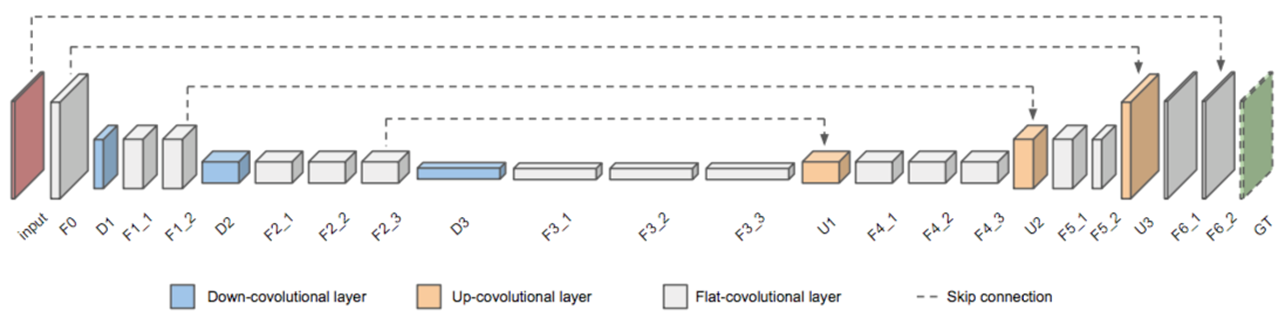 input F0 D1 F1_1 F1_2 D2 F2_1 F2_2 F2_3 D3 F3_1 F3_2 F3_3 U1 F4_1 F4_2 F4_3 U2 F5_1 F5_2 U3 F6_1 F6_2 GT
Down-covolutional layer Up-covolutional layer Flat-covolutional layer Skip connection